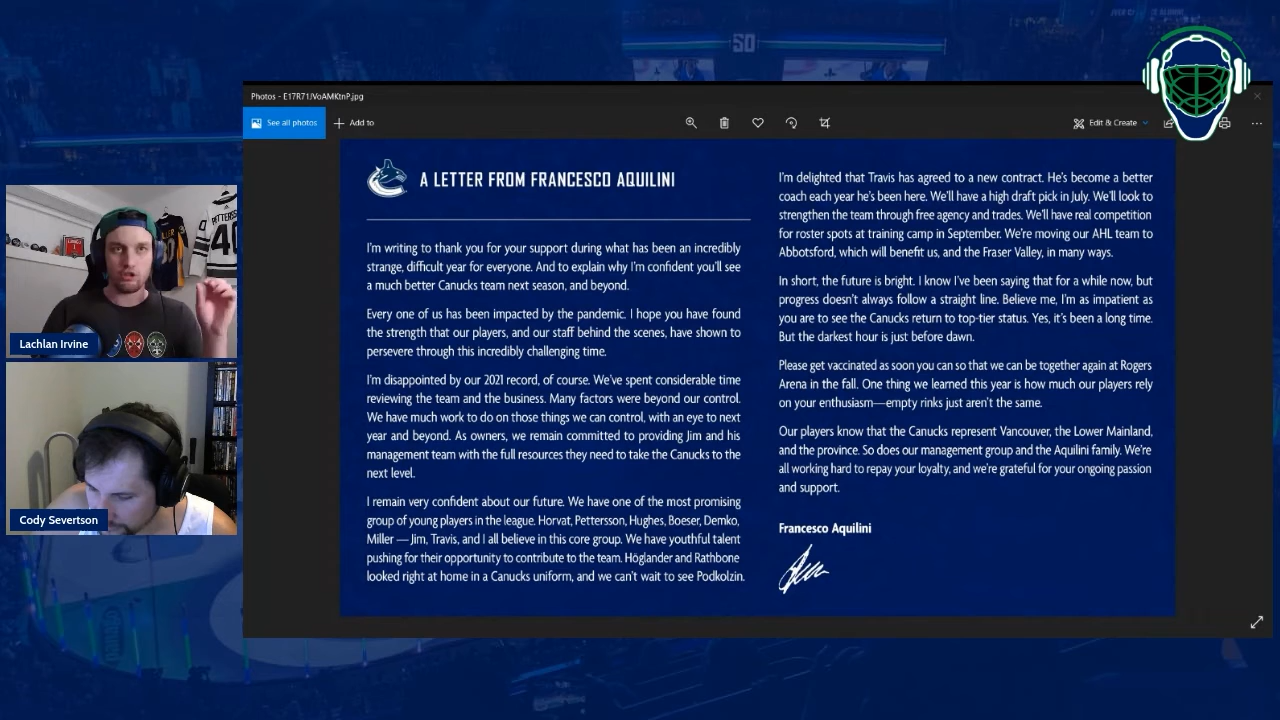 SO
Photos - E17R71JVoAMKtnP.jpg
See all photos
Add to
Edit & Create
A LETTER FROM FRANCESCO AQUILINI
I'm writing to thank you for your support during what has been an incredibly
strange, difficult year for everyone. And to explain why I'm confident you'll see
a much better Canucks team next season, and beyond.
Every one of us has been impacted by the pandemic. I hope you have found
the strength that our players, and our staff behind the scenes, have shown to
persevere through this incredibly challenging time.
I'm disappointed by our 2021 record, of course. We've spent considerable time
reviewing the team and the business. Many factors were beyond our control.
We have much work to do on those things we can control, with an eye to next
year and beyond. As owners, we remain committed to providing Jim and his
management team with the full resources they need to take the Canucks to the
next level.
I remain very confident about our future. We have one of the most promising
group of young players in the league. Horvat, Pettersson, Hughes, Boeser, Demko,
Miller — Jim, Travis, and I all believe in this core group. We have youthful talent
pushing for their opportunity to contribute to the team. Höglander and Rathbone
looked right at home in a Canucks uniform, and we can't wait to see Podkolzin.
I'm delighted that Travis has agreed to a new contract. He's become a better
coach each year he's been here. We'll have a high draft pick in July. We'll look to
strengthen the team through free agency and trades. We'll have real competition
for roster spots at training camp in September. We're moving our AHL team to
Abbotsford, which will benefit us, and the Fraser Valley, in many ways.
In short, the future is bright. I know I've been saying that for a while now, but
progress doesn't always follow a straight line. Believe me, I'm as impatient as
you are to see the Canucks return to top-tier status. Yes, it's been a long time.
But the darkest hour is just before dawn.
Please get vaccinated as soon you can so that we can be together again at Rogers
Arena in the fall. One thing we learned this year is how much our players rely
on your enthusiasm—empty rinks just aren't the same.
Our players know that the Canucks represent Vancouver, the Lower Mainland,
and the province. So does our management group and the Aquilini family. We're
all working hard to repay your loyalty, and we're grateful for your ongoing passion
and support.
Francesco Aquilini
PETTERS
40
Lachlan Irvine
Cody Severtson